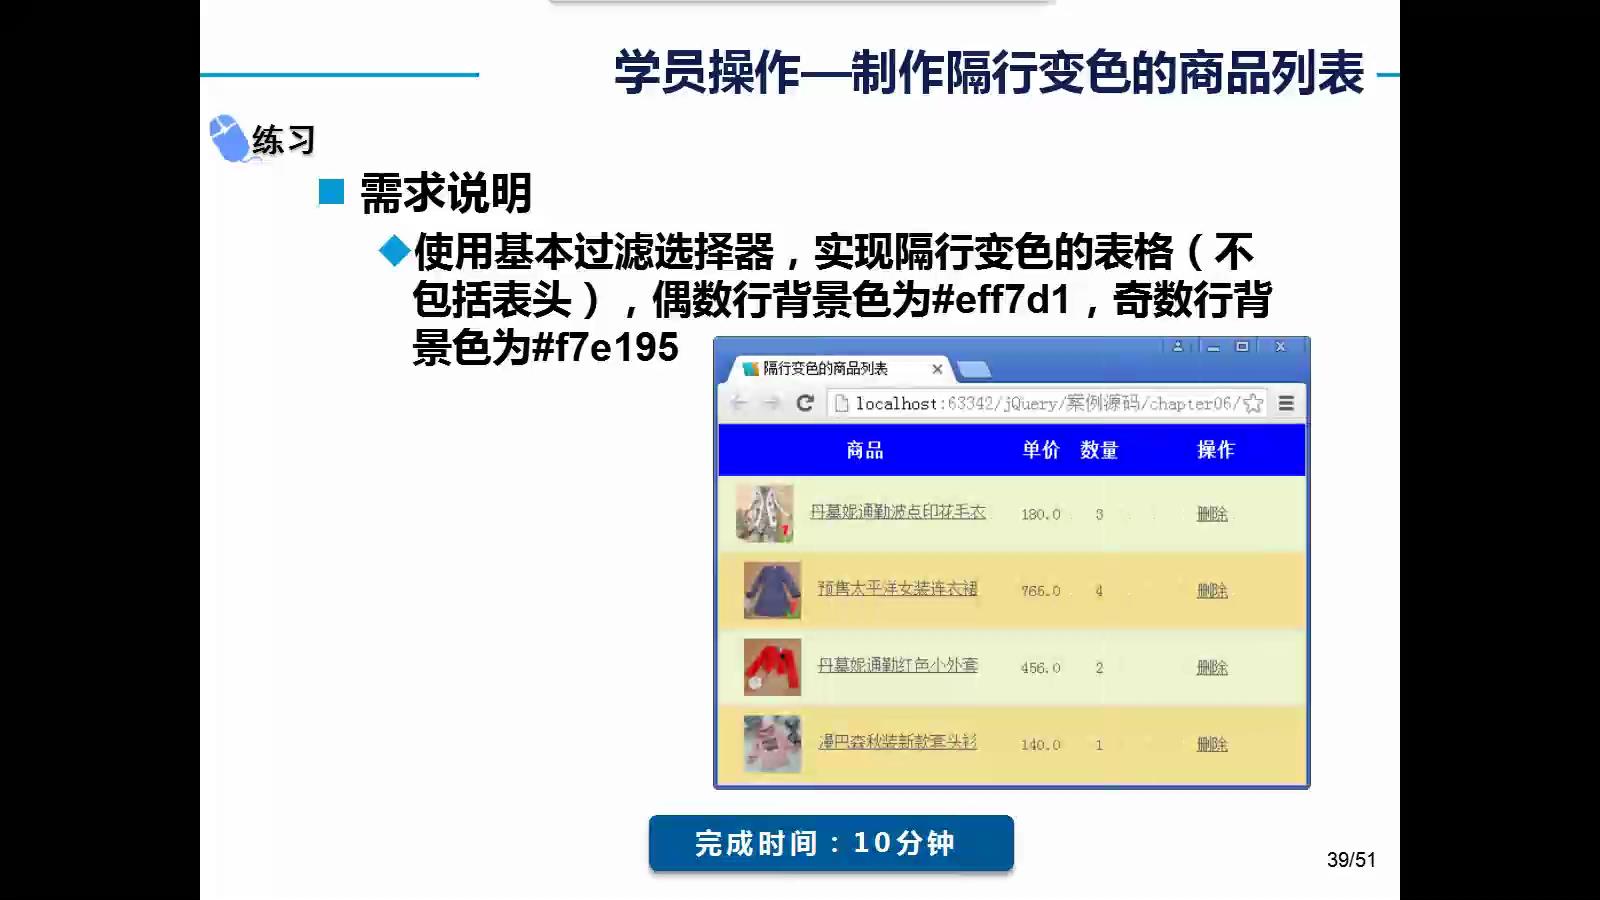 学员操作—制作隔行变色的商品列表
练习
需求说明
使用基本过滤选择器，实现隔行变色的表格（不
包括表头），偶数行背景色为#eff7d1，奇数行背
景色为#f7e195
隔行变色的商品列表
localhost:63342/jQuery/案例源码/chapter06/
商品 单价 数量 操作
丹慕妮通勤波点印花毛衣 180.0 3 删除
预售太平洋女装连衣裙 766.0 4 删除
丹慕妮通勤红色小外套 456.0 2 删除
漫巴森秋装新款套头衫 140.0 1 删除
完成时间：10分钟
39/51